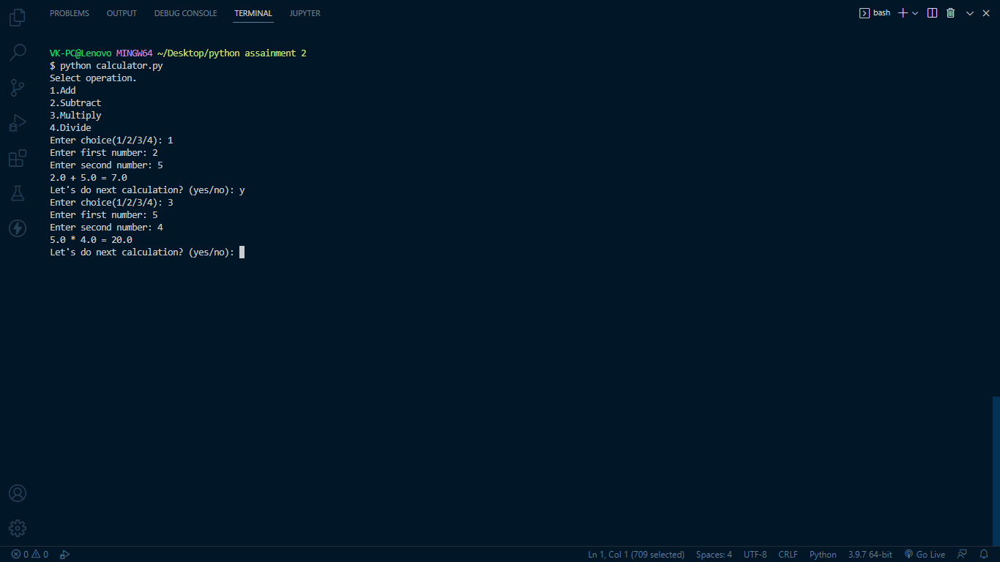 PROBLEMS OUTPUT DEBUG CONSOLE TERMINAL JUPYTER bash
VK-PC@Lenovo MINGW64 ~/Desktop/python assainment 2
$ python calculator.py
Select operation.
1.Add
2.Subtract
3.Multiply
4.Divide
Enter choice(1/2/3/4): 1
Enter first number: 2
Enter second number: 5
2.0 + 5.0 = 7.0
Let's do next calculation? (yes/no): y
Enter choice(1/2/3/4): 3
Enter first number: 5
Enter second number: 4
5.0 * 4.0 = 20.0
Let's do next calculation? (yes/no):
0 0 Ln 1, Col 1 (709 selected) Spaces: 4 UTF-8 CRLF Python 3.9.7 64-bit Go Live